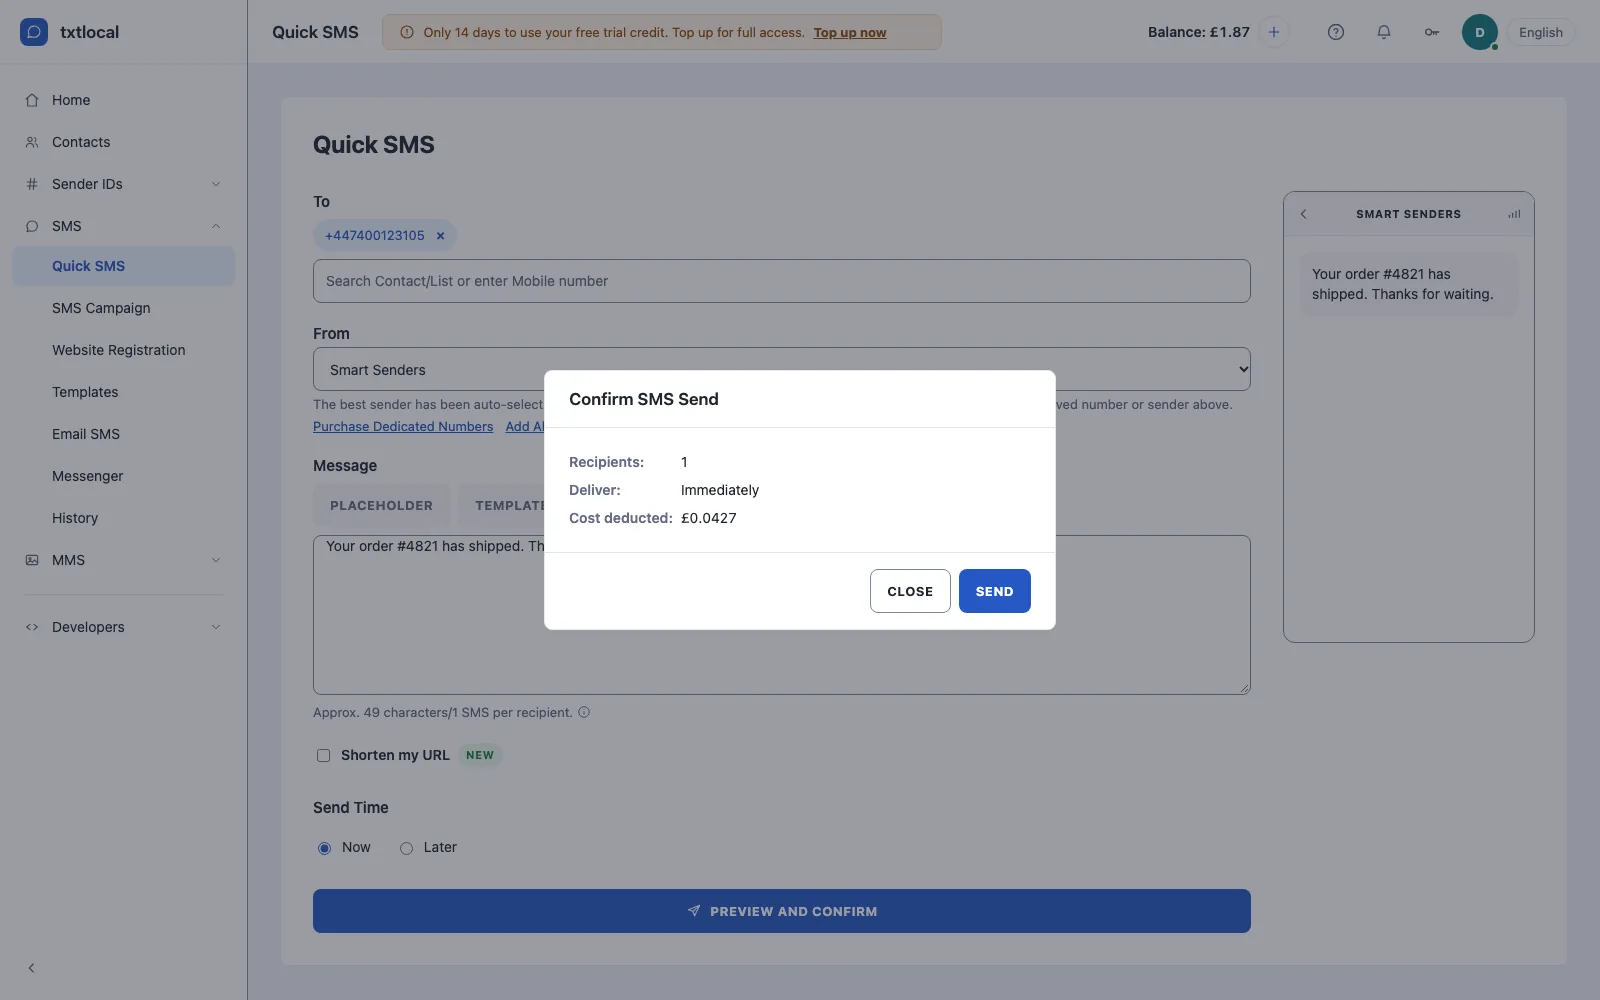 txtlocal
Quick SMS
Only 14 days to use your free trial credit. Top up for full access. Top up now
Balance: £1.87
D
English
Home
Contacts
Sender IDs
SMS
Quick SMS
SMS Campaign
Website Registration
Templates
Email SMS
Messenger
History
MMS
Developers
Quick SMS
To
+447400123105 ×
Search Contact/List or enter Mobile number
From
Smart Senders
The best sender has been auto-select
ved number or sender above.
Purchase Dedicated Numbers Add Al
Message
PLACEHOLDER TEMPLATE
Your order #4821 has shipped. Th
Approx. 49 characters/1 SMS per recipient.
Shorten my URL NEW
Send Time
Now Later
PREVIEW AND CONFIRM
SMART SENDERS
Your order #4821 has
shipped. Thanks for waiting.
Confirm SMS Send
Recipients: 1
Deliver: Immediately
Cost deducted: £0.0427
CLOSE SEND